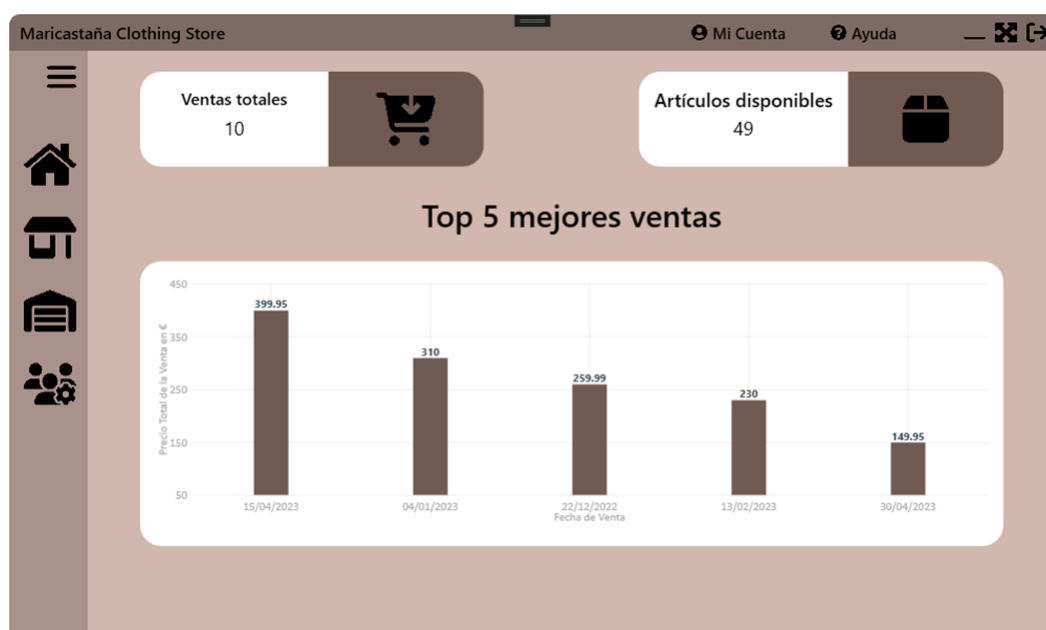 Maricastaña Clothing Store
Mi Cuenta
Ayuda
Ventas totales
10
Artículos disponibles
49
Top 5 mejores ventas
Precio Total de la Venta en €
450
350
250
150
50
399.95
310
259.99
230
149.95
15/04/2023
04/01/2023
22/12/2022
13/02/2023
30/04/2023
Fecha de Venta